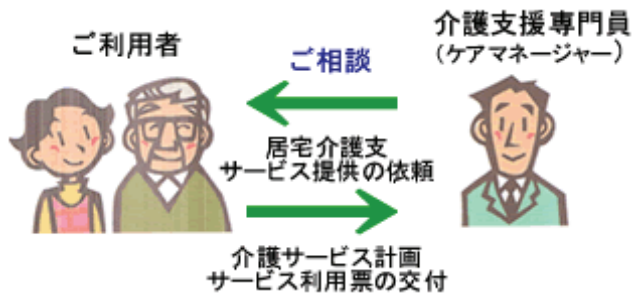 ご利用者
介護支援専門員
(ケアマネージャー)
ご相談
居宅介護支
サービス提供の依頼
介護サービス計画
サービス利用票の交付